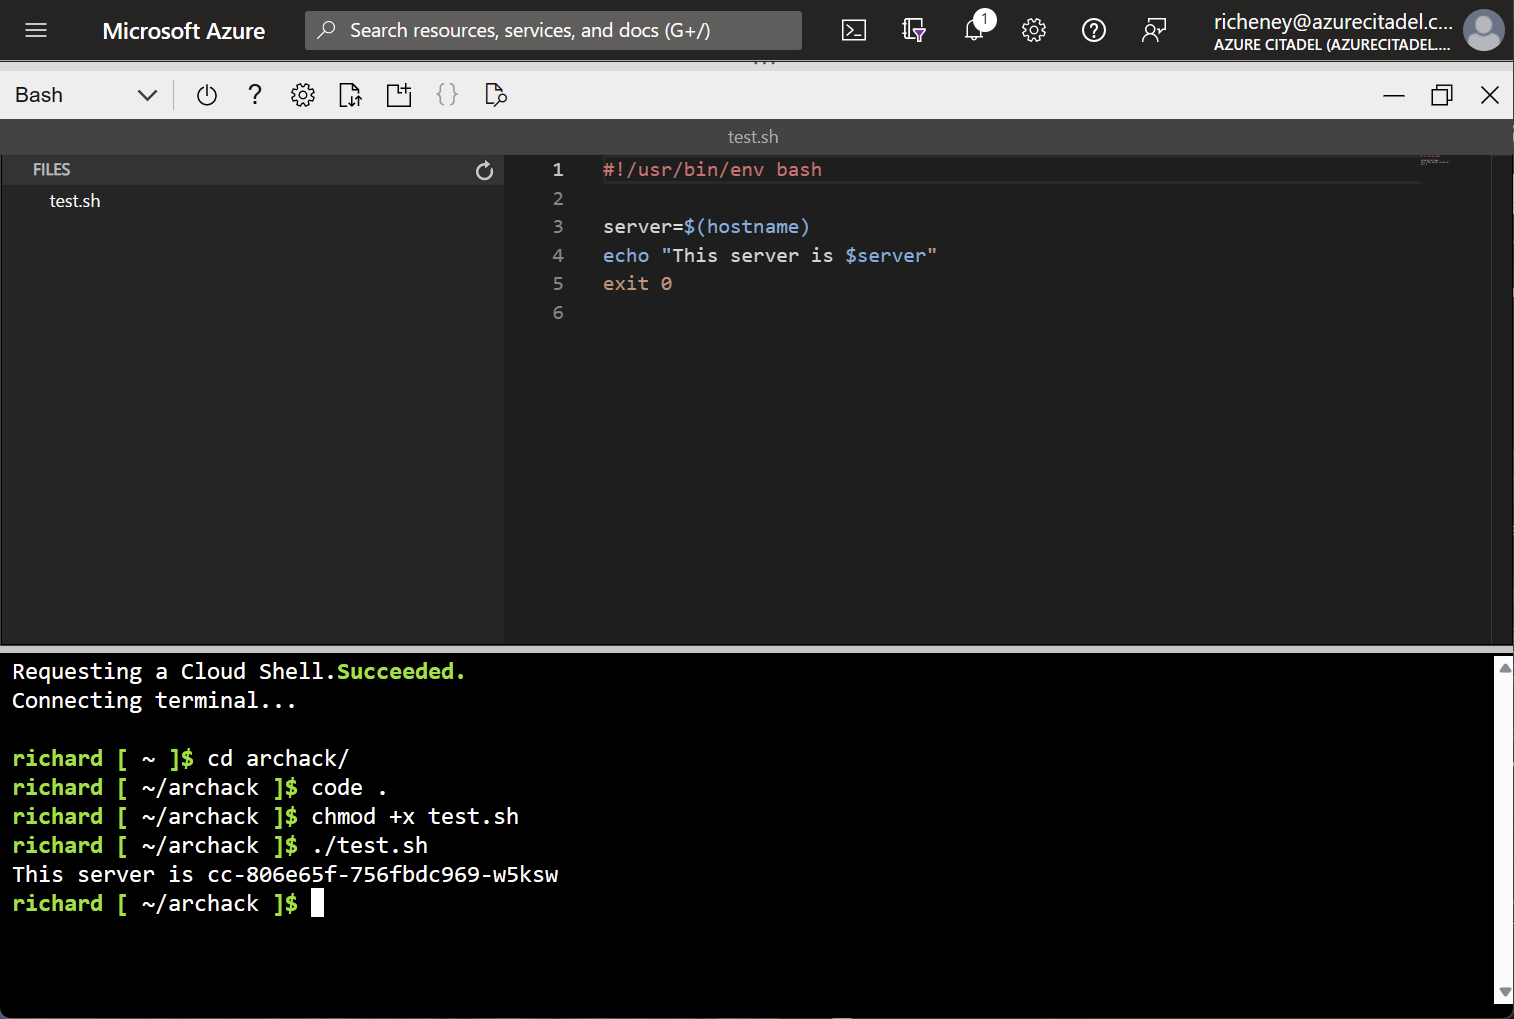 Microsoft Azure
Search resources, services, and docs (G+/)
1
richeney@azurecitadel.c...
AZURE CITADEL (AZURECITADEL....
Bash
test.sh
FILES
test.sh
1 #!/usr/bin/env bash
2
3 server=$(hostname)
4 echo "This server is $server"
5 exit 0
6
Requesting a Cloud Shell.Succeeded.
Connecting terminal...
richard [ ~ ]$ cd archack/
richard [ ~/archack ]$ code .
richard [ ~/archack ]$ chmod +x test.sh
richard [ ~/archack ]$ ./test.sh
This server is cc-806e65f-756fbdc969-w5ksw
richard [ ~/archack ]$